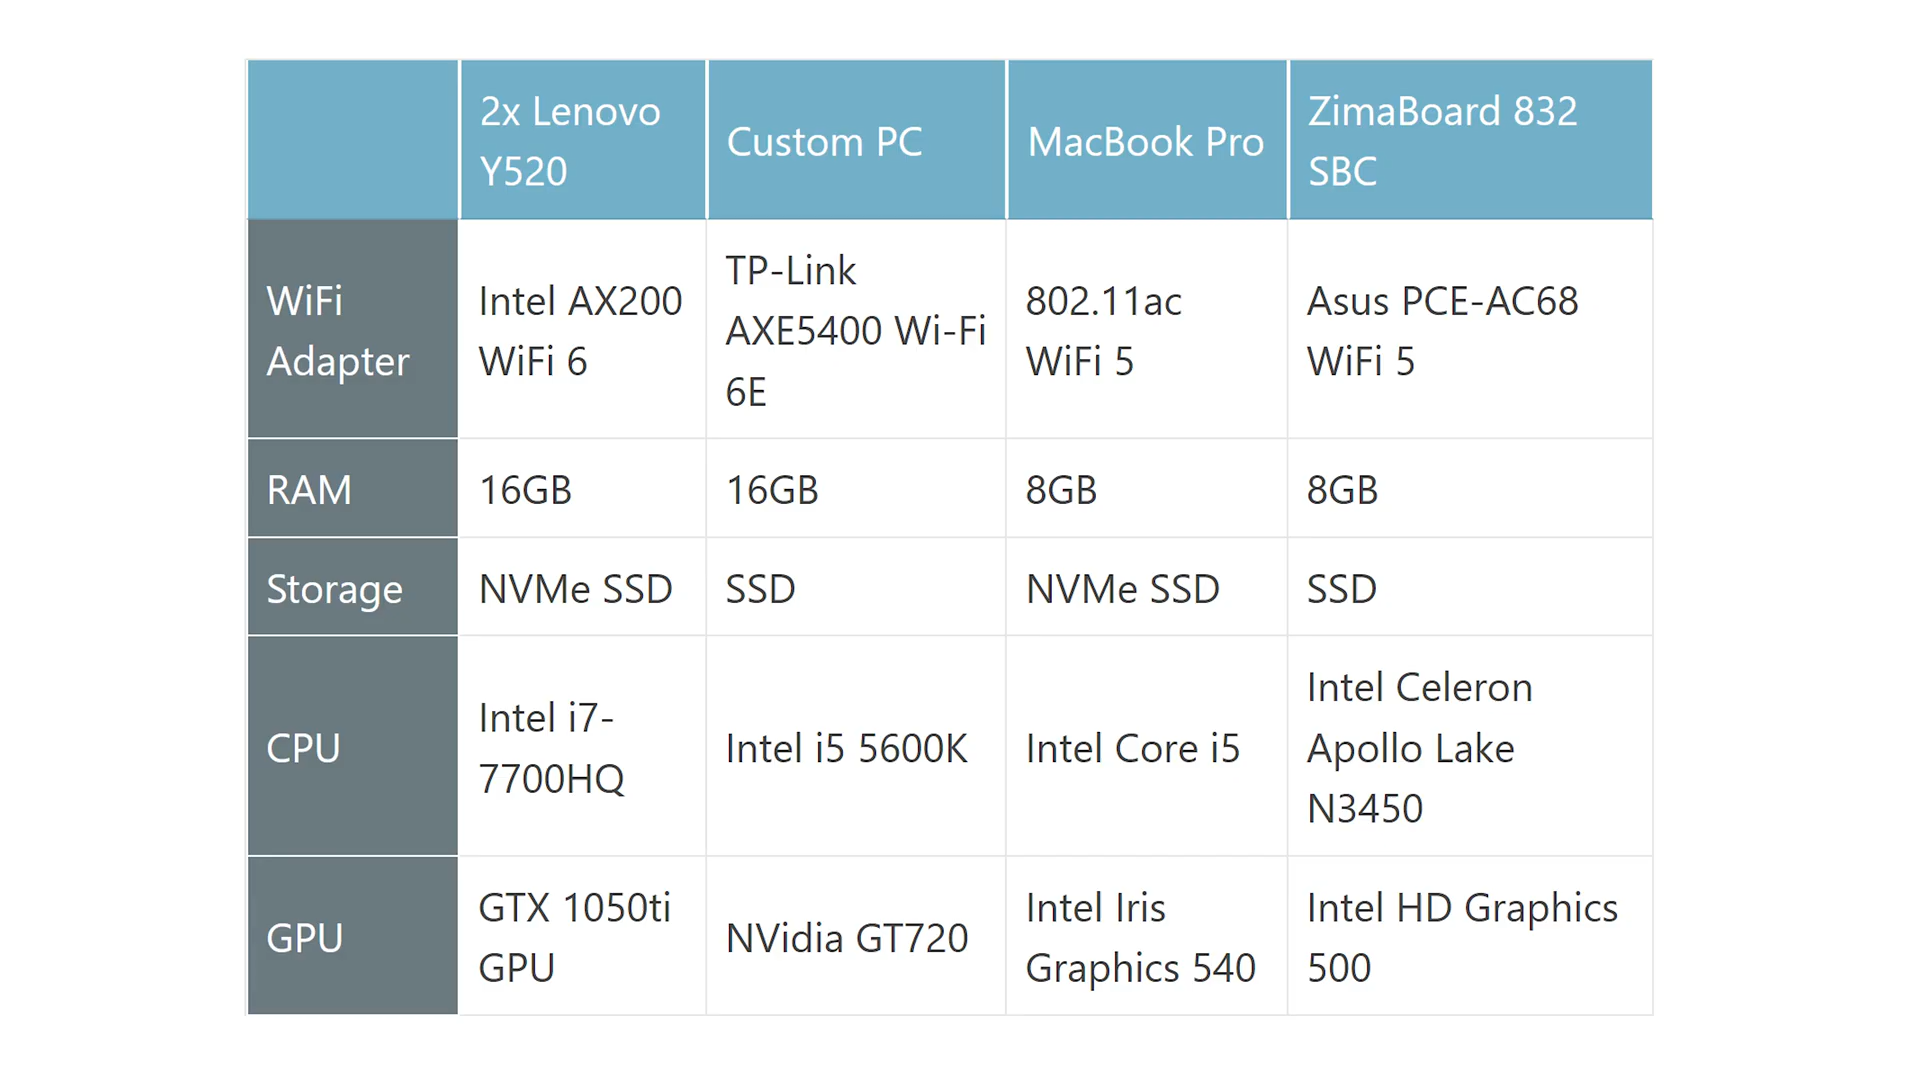 2x Lenovo
Y520
Custom PC
MacBook Pro
ZimaBoard 832
SBC
WiFi
Adapter
Intel AX200
WiFi 6
TP-Link
AXE5400 Wi-Fi
6E
802.11ac
WiFi 5
Asus PCE-AC68
WiFi 5
RAM
16GB
16GB
8GB
8GB
Storage
NVMe SSD
SSD
NVMe SSD
SSD
CPU
Intel i7-
7700HQ
Intel i5 5600K
Intel Core i5
Intel Celeron
Apollo Lake
N3450
GPU
GTX 1050ti
GPU
NVidia GT720
Intel Iris
Graphics 540
Intel HD Graphics
500